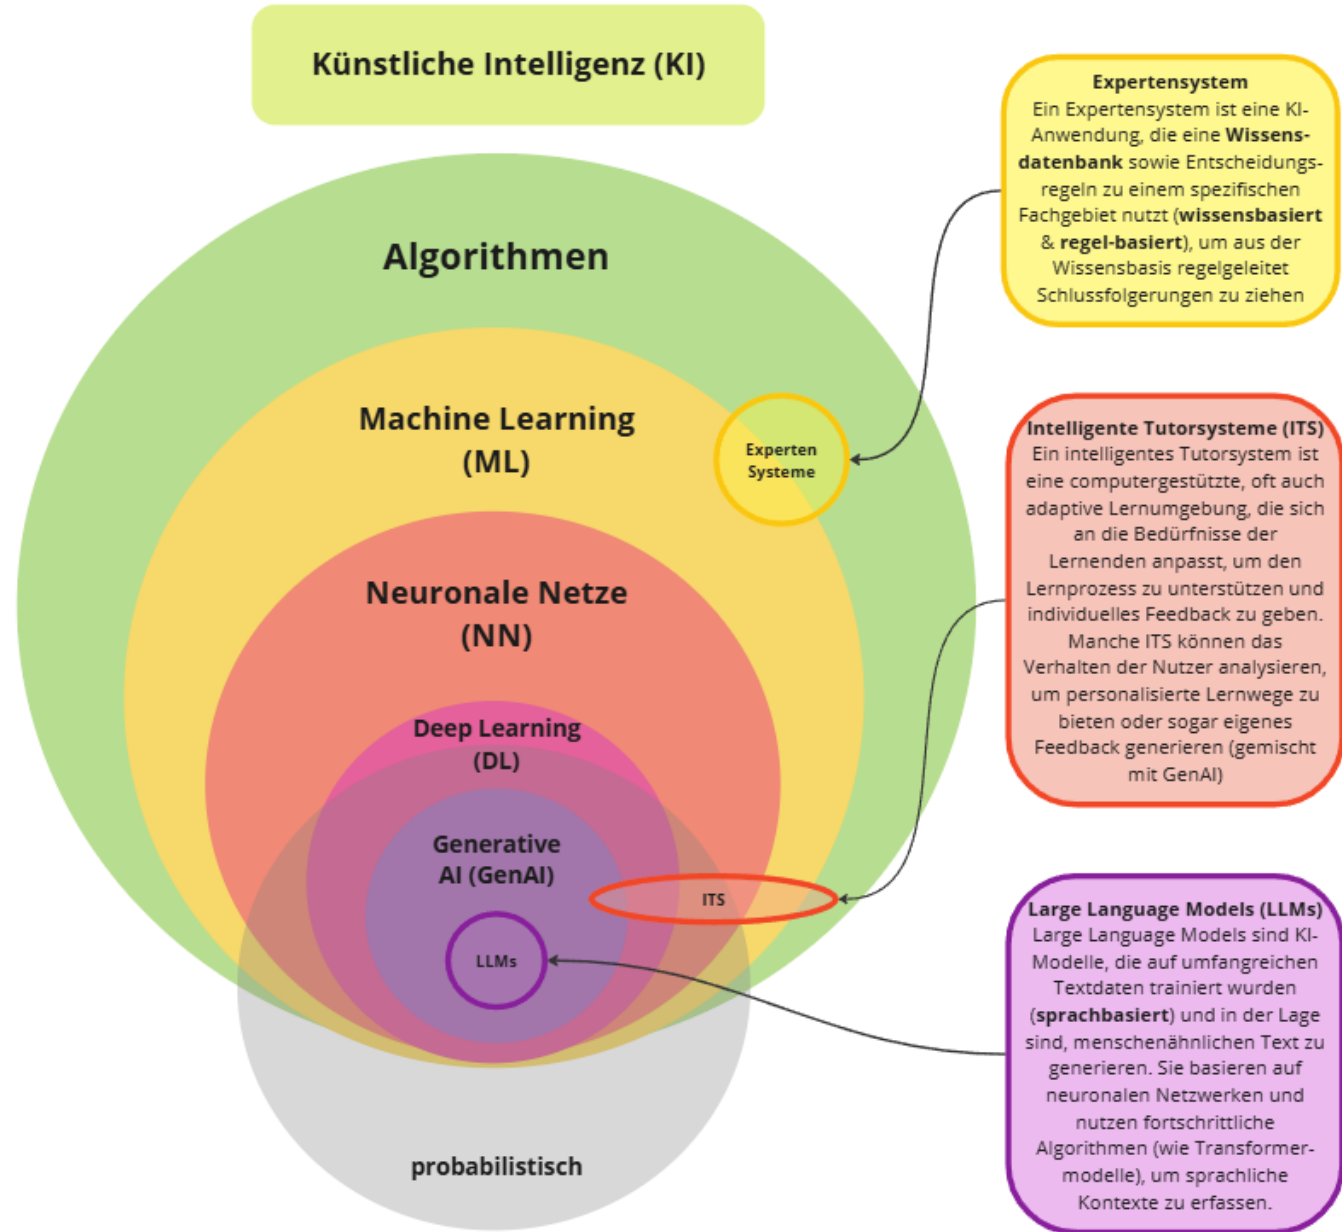 Künstliche Intelligenz (KI)
Algorithmen
Machine Learning
(ML)
Experten
Systeme
Neuronale Netze
(NN)
Deep Learning
(DL)
Generative
AI (GenAI)
ITS
LLMs
probabilistisch
Expertensystem
Ein Expertensystem ist eine KI-
Anwendung, die eine Wissens-
datenbank sowie Entscheidungs-
regeln zu einem spezifischen
Fachgebiet nutzt (wissensbasiert
& regel-basiert), um aus der
Wissensbasis regelgeleitet
Schlussfolgerungen zu ziehen
Intelligente Tutorsysteme (ITS)
Ein intelligentes Tutorsystem ist
eine computergestützte, oft auch
adaptive Lernumgebung, die sich
an die Bedürfnisse der
Lernenden anpasst, um den
Lernprozess zu unterstützen und
individuelles Feedback zu geben.
Manche ITS können das
Verhalten der Nutzer analysieren,
um personalisierte Lernwege zu
bieten oder sogar eigenes
Feedback generieren (gemischt
mit GenAI)
Large Language Models (LLMs)
Large Language Models sind KI-
Modelle, die auf umfangreichen
Textdaten trainiert wurden
(sprachbasiert) und in der Lage
sind, menschenähnlichen Text zu
generieren. Sie basieren auf
neuronalen Netzwerken und
nutzen fortschrittliche
Algorithmen (wie Transformer-
modelle), um sprachliche
Kontexte zu erfassen.